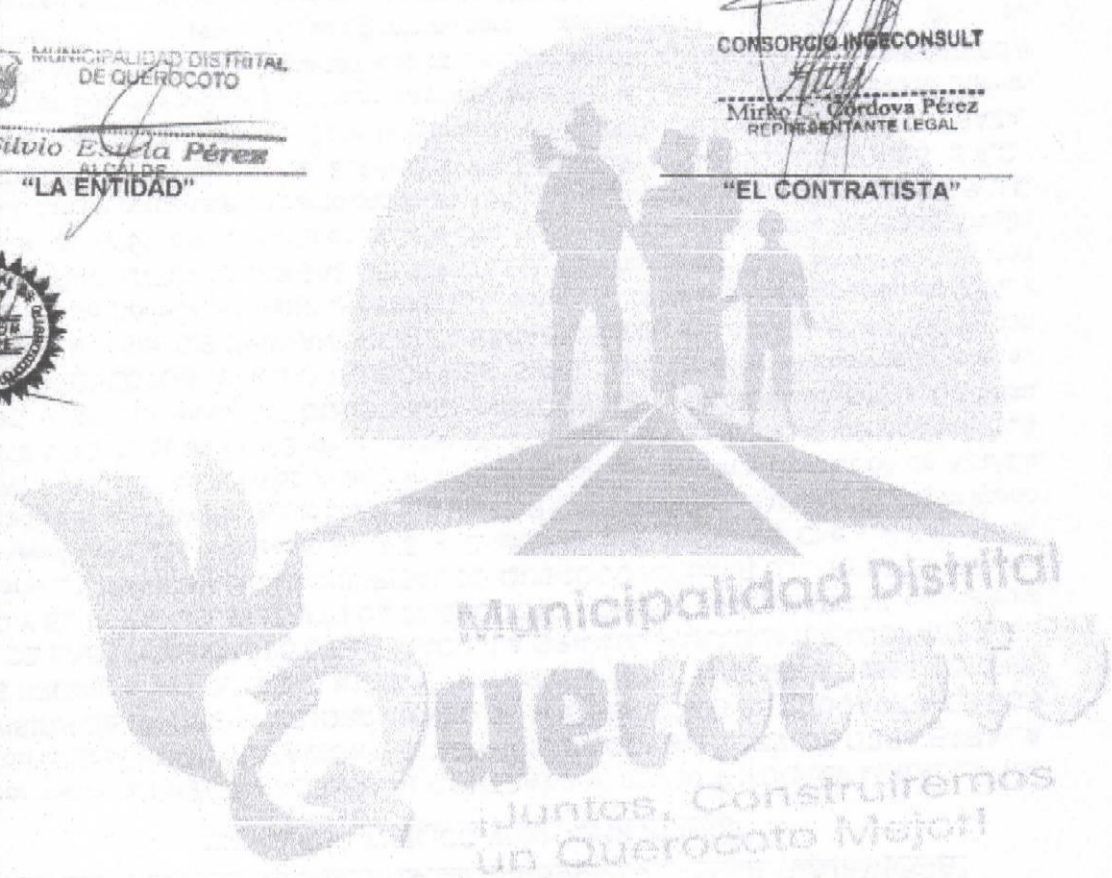 MUNICIPALIDAD DISTRITAL
DE QUEROCOTO
Silvio Estela Pérez
ALCALDE
"LA ENTIDAD"
CONSORCIO INGECONSULT
Mirko C. Córdova Pérez
REPRESENTANTE LEGAL
"EL CONTRATISTA"
Municipalidad Distrital
Querocoto
¡Juntos, Construiremos
un Querocoto Mejor!